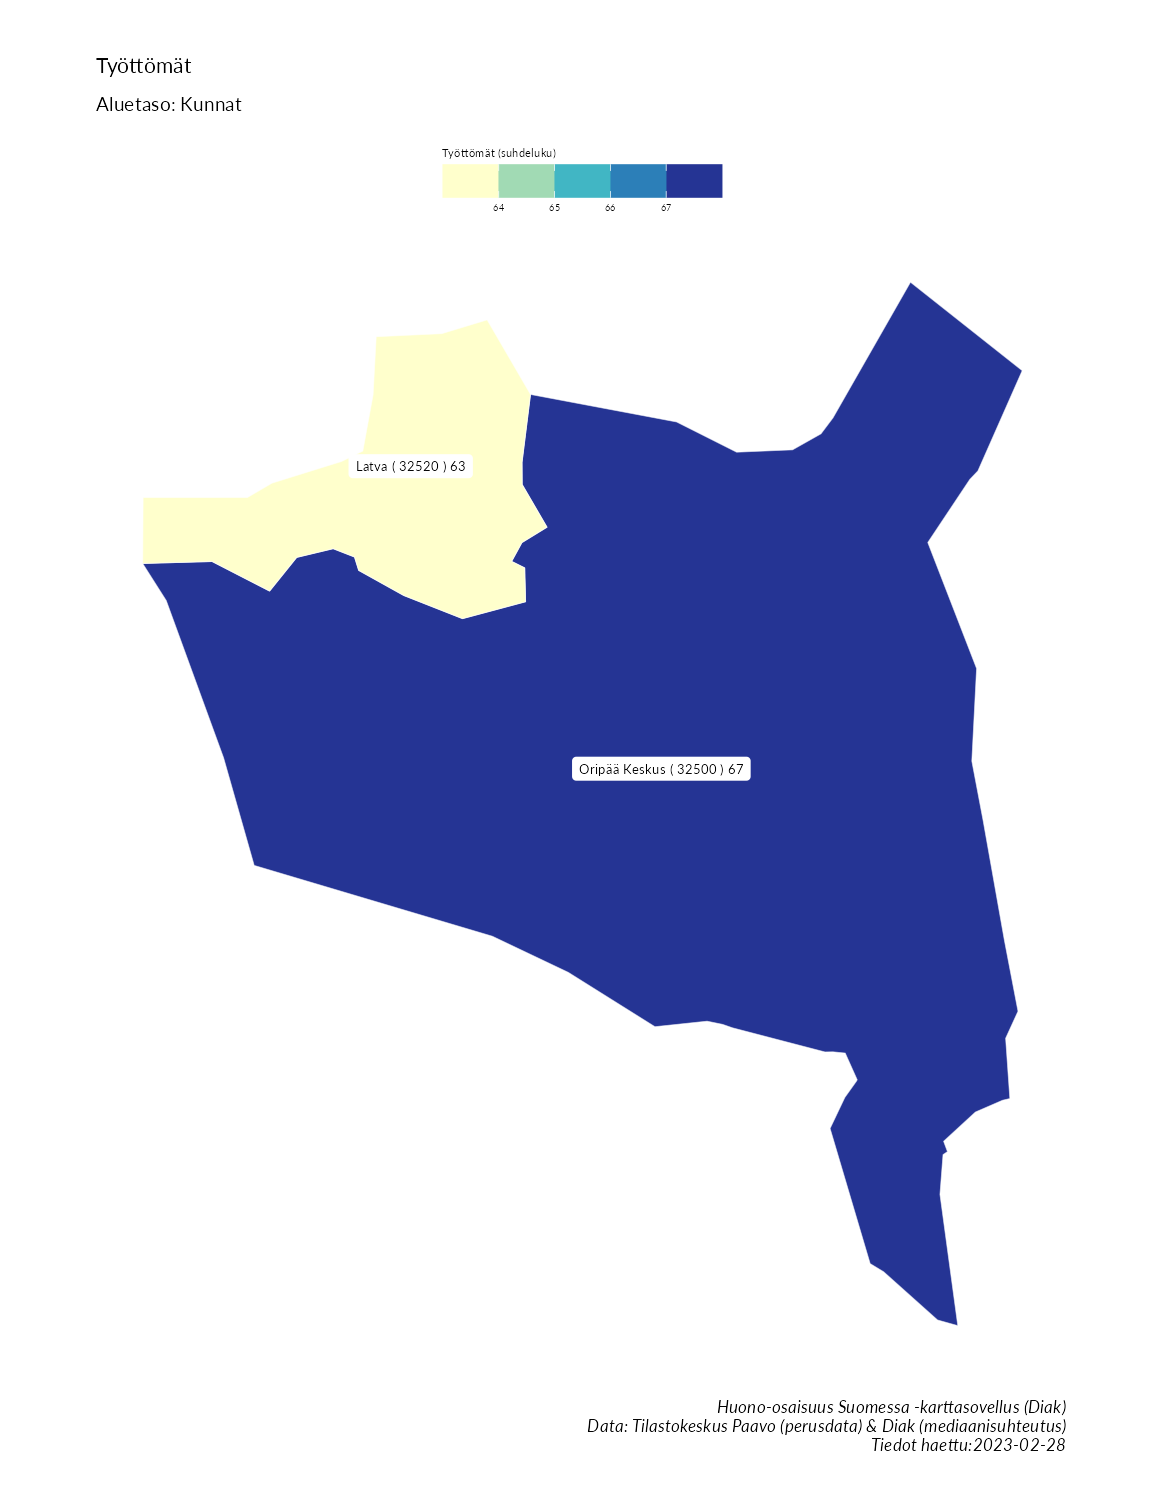 Työttömät
Aluetaso: Kunnat
Työttömät (suhdeluku)
64 65 66 67
Latva ( 32520 ) 63
Oripää Keskus ( 32500 ) 67
Huono-osaisuus Suomessa -karttasovellus (Diak)
Data: Tilastokeskus Paavo (perusdata) & Diak (mediaanisuhteutus)
Tiedot haettu:2023-02-28